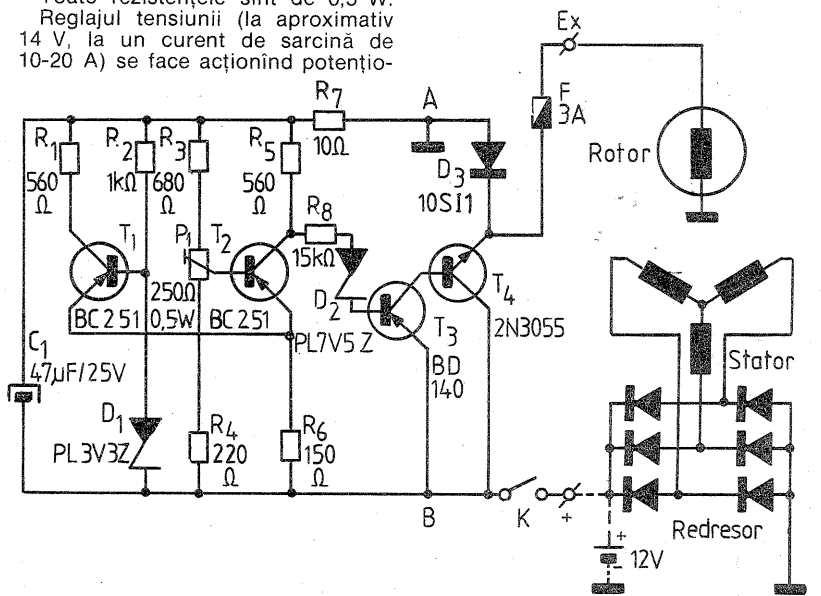 Toate rezistențele sînt de 0,5 W.
Reglajul tensiunii (la aproximativ
14 V, la un curent de sarcină de
10-20 A) se face acționînd potențio-
R1
560
Ω
R2
1kΩ
R3
680
Ω
R5
560
Ω
R7
10Ω
A
D3
10SI1
F
3A
Ex
Rotor
T1
BC251
P1
250Ω
0,5W
T2
BC251
R8
15kΩ
D2
PL7V5Z
T3
BD
140
T4
2N3055
Stator
C1
47µF/25V
D1
PL3V3Z
R4
220
Ω
R6
150
Ω
B
K
+
Redresor
+
-
12V